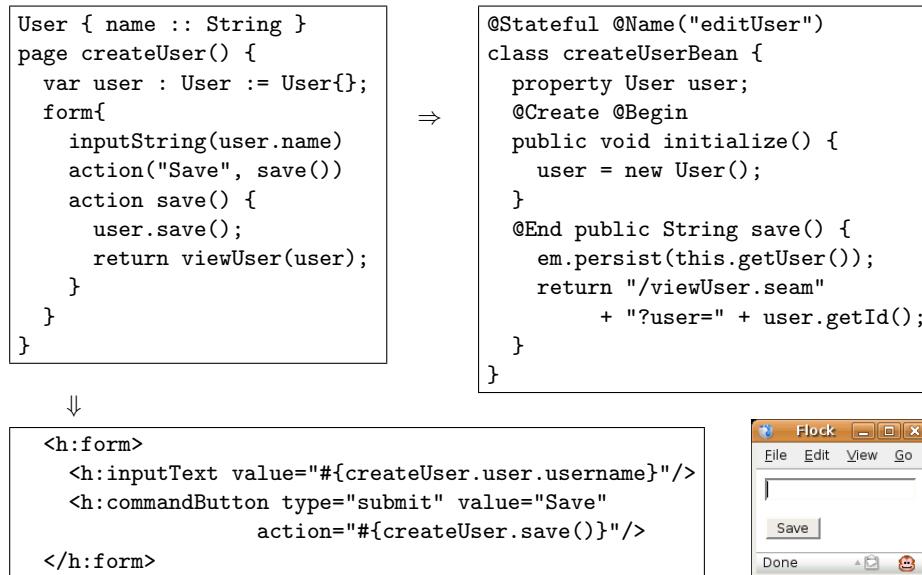 User { name :: String }
page createUser() {
  var user : User := User{};
  form{
    inputString(user.name)
    action("Save", save())
    action save() {
      user.save();
      return viewUser(user);
    }
  }
}
⇒
@Stateful @Name("editUser")
class createUserBean {
  property User user;
  @Create @Begin
  public void initialize() {
    user = new User();
  }
  @End public String save() {
    em.persist(this.getUser());
    return "/viewUser.seam"
        + "?user=" + user.getId();
  }
}
⇓
<h:form>
  <h:inputText value="#{createUser.user.username}"/>
  <h:commandButton type="submit" value="Save"
              action="#{createUser.save()}"/>
</h:form>
Flock
File Edit View Go
Save
Done